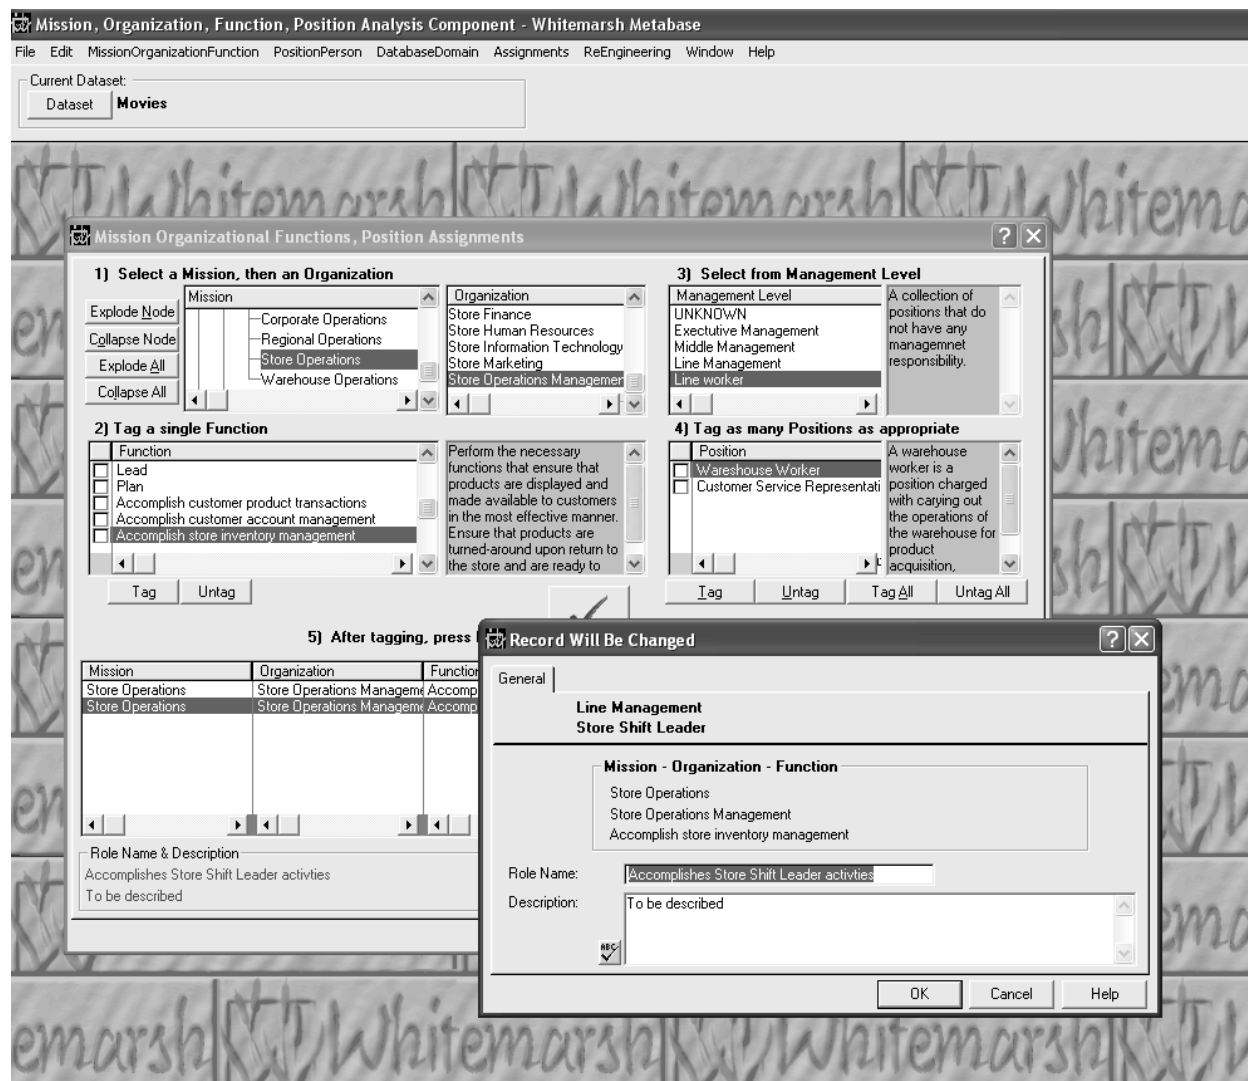 Mission, Organization, Function, Position Analysis Component - Whitemarsh Metabase
File Edit MissionOrganizationFunction PositionPerson DatabaseDomain Assignments ReEngineering Window Help
Current Dataset:
Dataset Movies
Whitemarsh
Mission Organizational Functions, Position Assignments
1) Select a Mission, then an Organization
Explode Node
Collapse Node
Explode All
Collapse All
Mission
Corporate Operations
Regional Operations
Store Operations
Warehouse Operations
Organization
Store Finance
Store Human Resources
Store Information Technology
Store Marketing
Store Operations Managemer
3) Select from Management Level
Management Level
UNKNOWN
Exectutive Management
Middle Management
Line Management
Line worker
A collection of
positions that do
not have any
managemnet
responsibility.
2) Tag a single Function
Function
Lead
Plan
Accomplish customer product transactions
Accomplish customer account management
Accomplish store inventory management
Perform the necessary
functions that ensure that
products are displayed and
made available to customers
in the most effective manner.
Ensure that products are
turned-around upon return to
the store and are ready to
Tag Untag
4) Tag as many Positions as appropriate
Position
Wareshouse Worker
Customer Service Representati
A warehouse
worker is a
position charged
with carying out
the operations of
the warehouse for
product
acquisition,
Tag Untag Tag All Untag All
5) After tagging, press
Mission Organization Function
Store Operations Store Operations Manageme Accomp
Store Operations Store Operations Manageme Accomp
Role Name & Description
Accomplishes Store Shift Leader activties
To be described
Record Will Be Changed
General
Line Management
Store Shift Leader
Mission - Organization - Function
Store Operations
Store Operations Management
Accomplish store inventory management
Role Name: Accomplishes Store Shift Leader activties
Description: To be described
ABC
OK Cancel Help